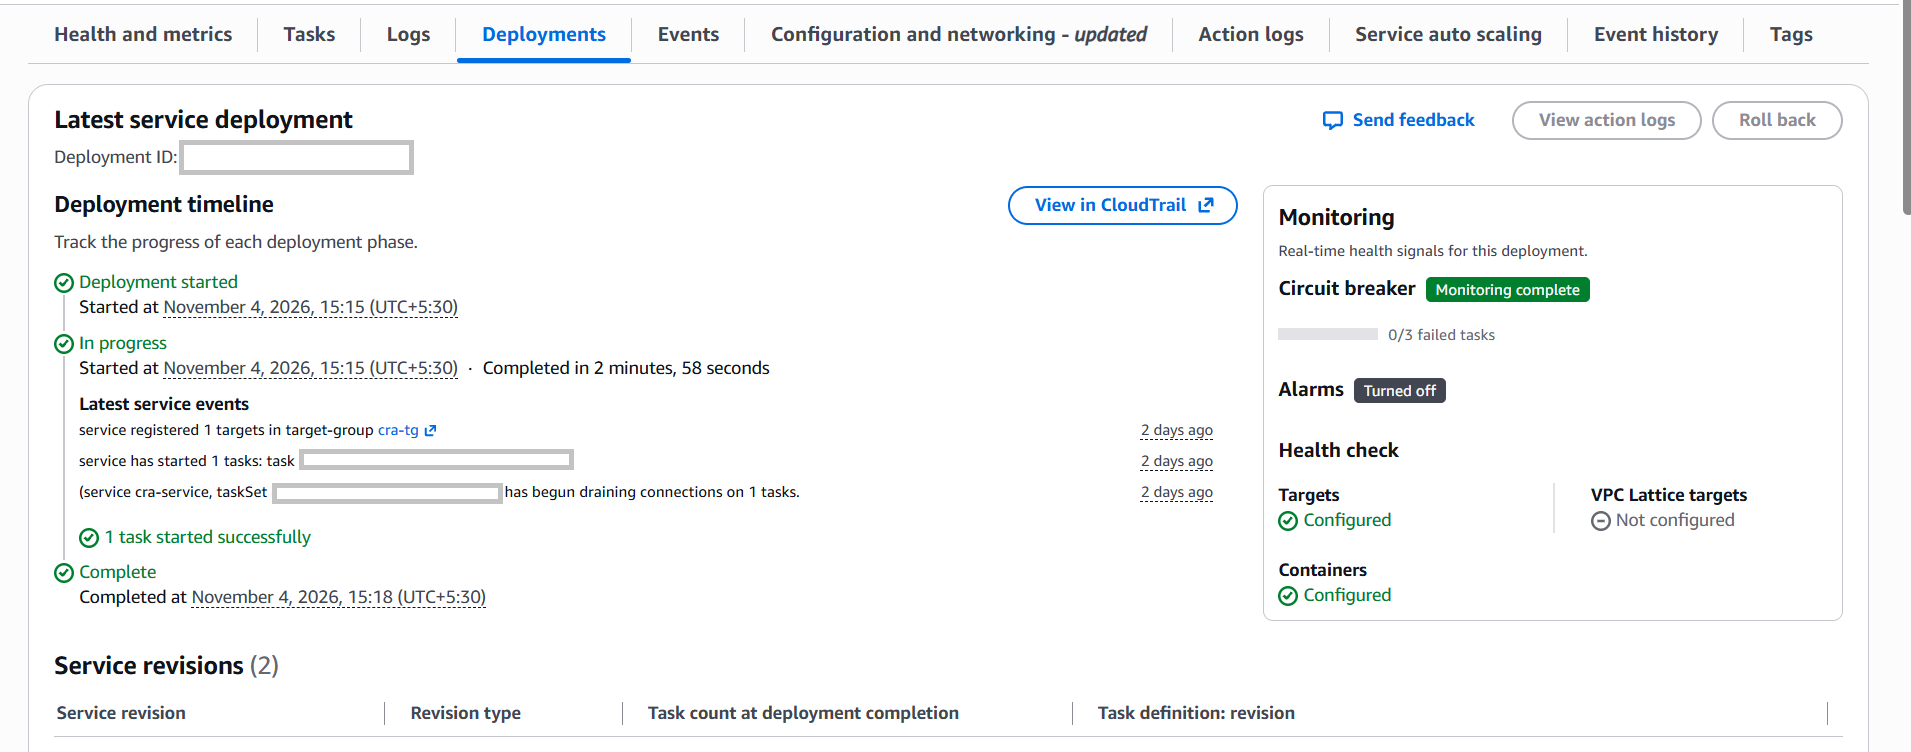 Health and metrics Tasks Logs Deployments Events Configuration and networking - updated Action logs Service auto scaling Event history Tags
Latest service deployment
Send feedback View action logs Roll back
Deployment ID:
Deployment timeline
View in CloudTrail
Track the progress of each deployment phase.
Deployment started
Started at November 4, 2026, 15:15 (UTC+5:30)
In progress
Started at November 4, 2026, 15:15 (UTC+5:30) · Completed in 2 minutes, 58 seconds
Latest service events
service registered 1 targets in target-group cra-tg 2 days ago
service has started 1 tasks: task 2 days ago
(service cra-service, taskSet has begun draining connections on 1 tasks. 2 days ago
1 task started successfully
Complete
Completed at November 4, 2026, 15:18 (UTC+5:30)
Monitoring
Real-time health signals for this deployment.
Circuit breaker Monitoring complete
0/3 failed tasks
Alarms Turned off
Health check
Targets VPC Lattice targets
Configured Not configured
Containers
Configured
Service revisions (2)
Service revision Revision type Task count at deployment completion Task definition: revision